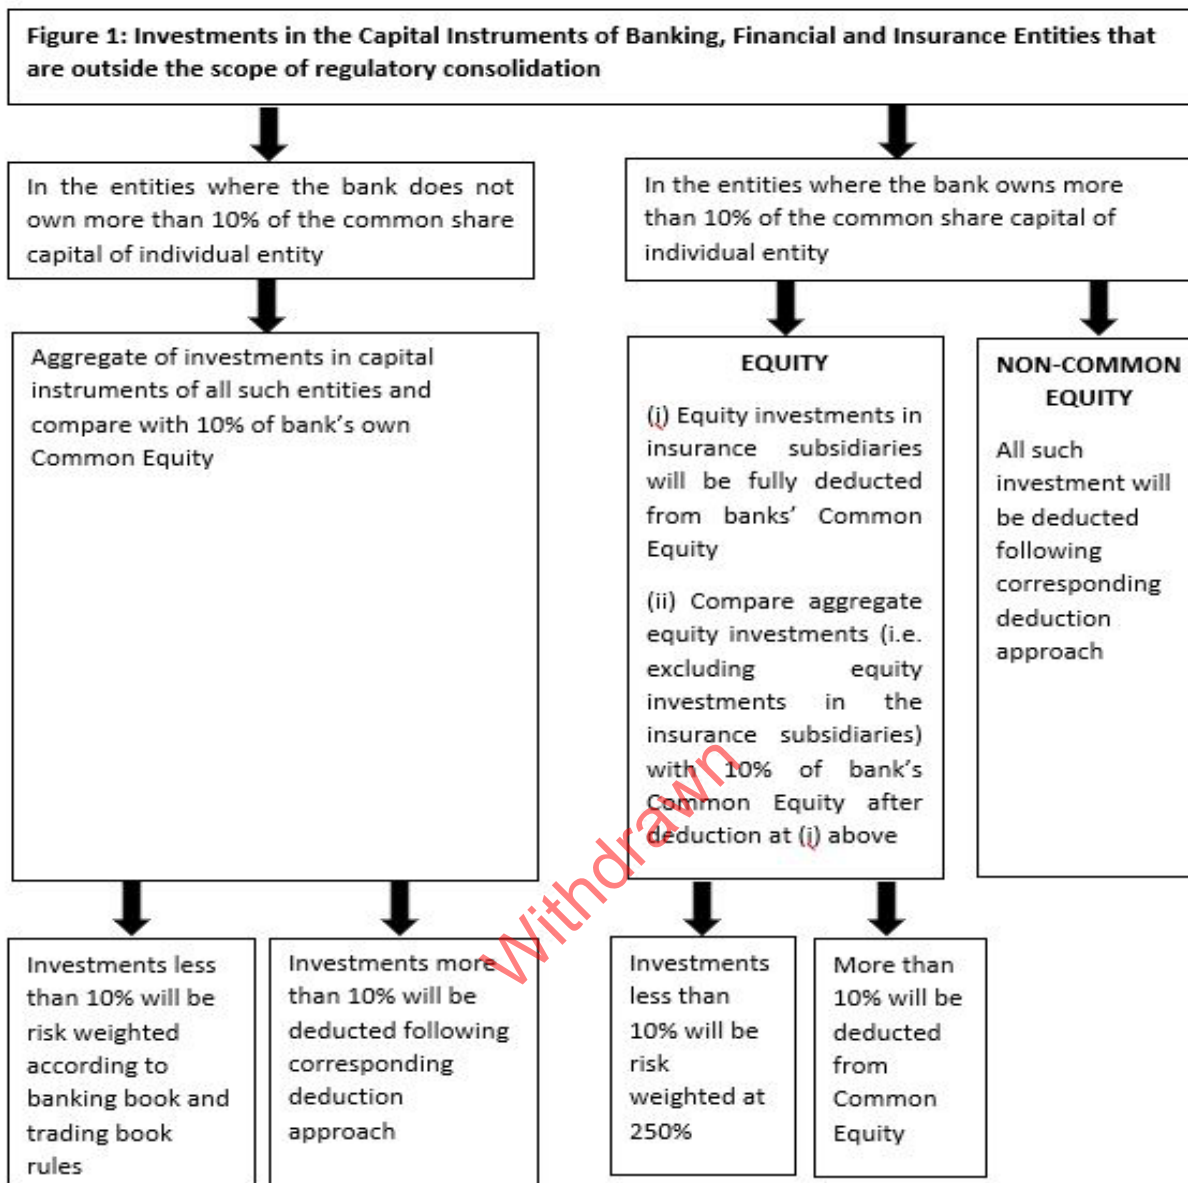 Figure 1: Investments in the Capital Instruments of Banking, Financial and Insurance Entities that
are outside the scope of regulatory consolidation
In the entities where the bank does not
own more than 10% of the common share
capital of individual entity
In the entities where the bank owns more
than 10% of the common share capital of
individual entity
Aggregate of investments in capital
instruments of all such entities and
compare with 10% of bank's own
Common Equity
EQUITY
(i) Equity investments in
insurance subsidiaries
will be fully deducted
from banks' Common
Equity
(ii) Compare aggregate
equity investments (i.e.
excluding equity
investments in the
insurance subsidiaries)
with 10% of bank's
Common Equity after
deduction at (i) above
NON-COMMON
EQUITY
All such
investment will
be deducted
following
corresponding
deduction
approach
Withdrawn
Investments less
than 10% will be
risk weighted
according to
banking book and
trading book
rules
Investments more
than 10% will be
deducted following
corresponding
deduction
approach
Investments
less than
10% will be
risk
weighted at
250%
More than
10% will be
deducted
from
Common
Equity